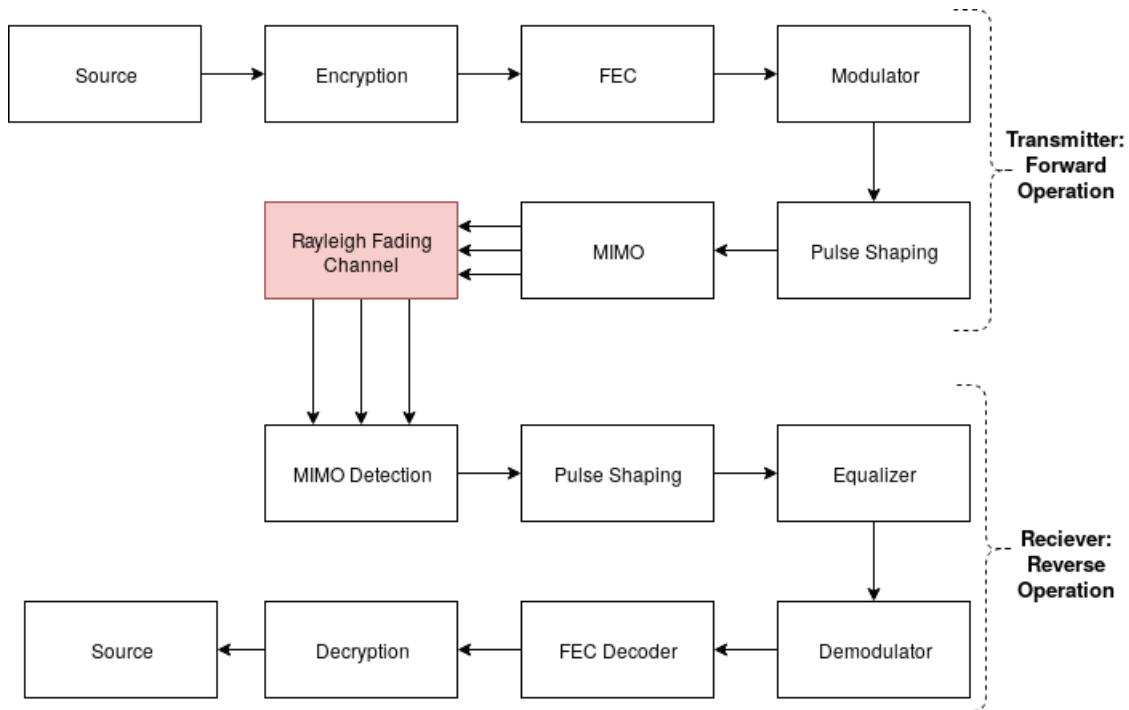 Source
Encryption
FEC
Modulator
Transmitter:
Forward
Operation
Rayleigh Fading
Channel
MIMO
Pulse Shaping
MIMO Detection
Pulse Shaping
Equalizer
Reciever:
Reverse
Operation
Source
Decryption
FEC Decoder
Demodulator